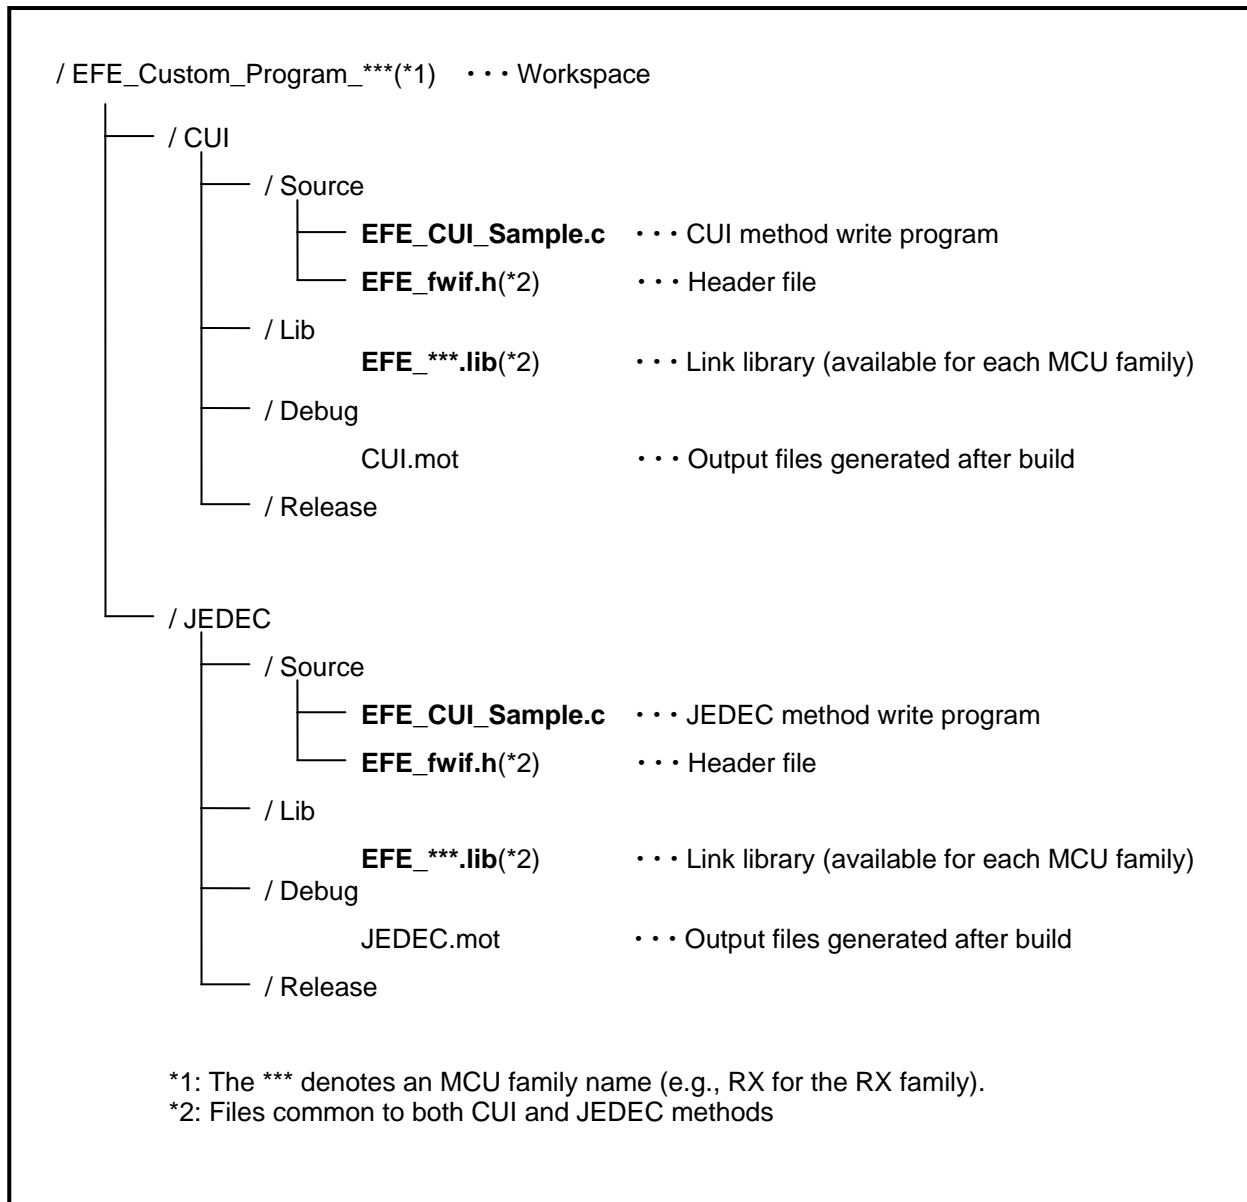 / EFE_Custom_Program_***(*1) ・・・Workspace
/ CUI
/ Source
EFE_CUI_Sample.c ・・・CUI method write program
EFE_fwif.h(*2) ・・・Header file
/ Lib
EFE_***.lib(*2) ・・・Link library (available for each MCU family)
/ Debug
CUI.mot ・・・Output files generated after build
/ Release
/ JEDEC
/ Source
EFE_CUI_Sample.c ・・・JEDEC method write program
EFE_fwif.h(*2) ・・・Header file
/ Lib
EFE_***.lib(*2) ・・・Link library (available for each MCU family)
/ Debug
JEDEC.mot ・・・Output files generated after build
/ Release
*1: The *** denotes an MCU family name (e.g., RX for the RX family).
*2: Files common to both CUI and JEDEC methods